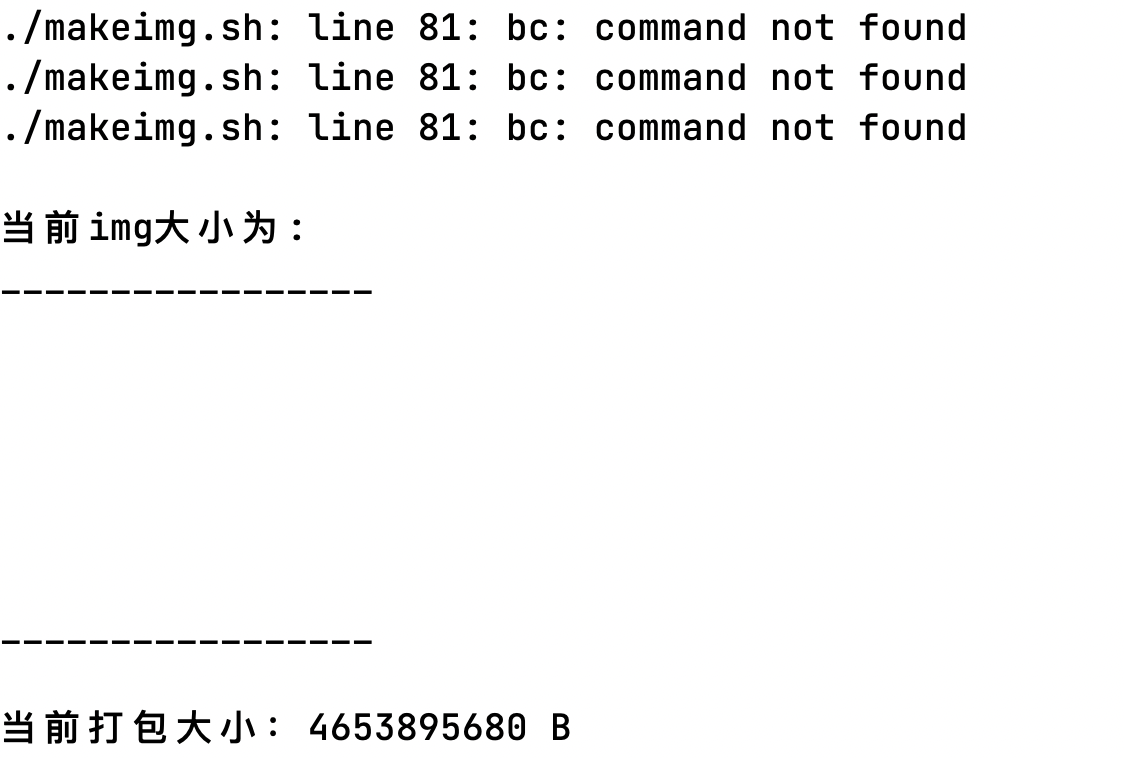 ./makeimg.sh: line 81: bc: command not found
./makeimg.sh: line 81: bc: command not found
./makeimg.sh: line 81: bc: command not found
当前img大小为：
-----------------
-----------------
当前打包大小： 4653895680 B